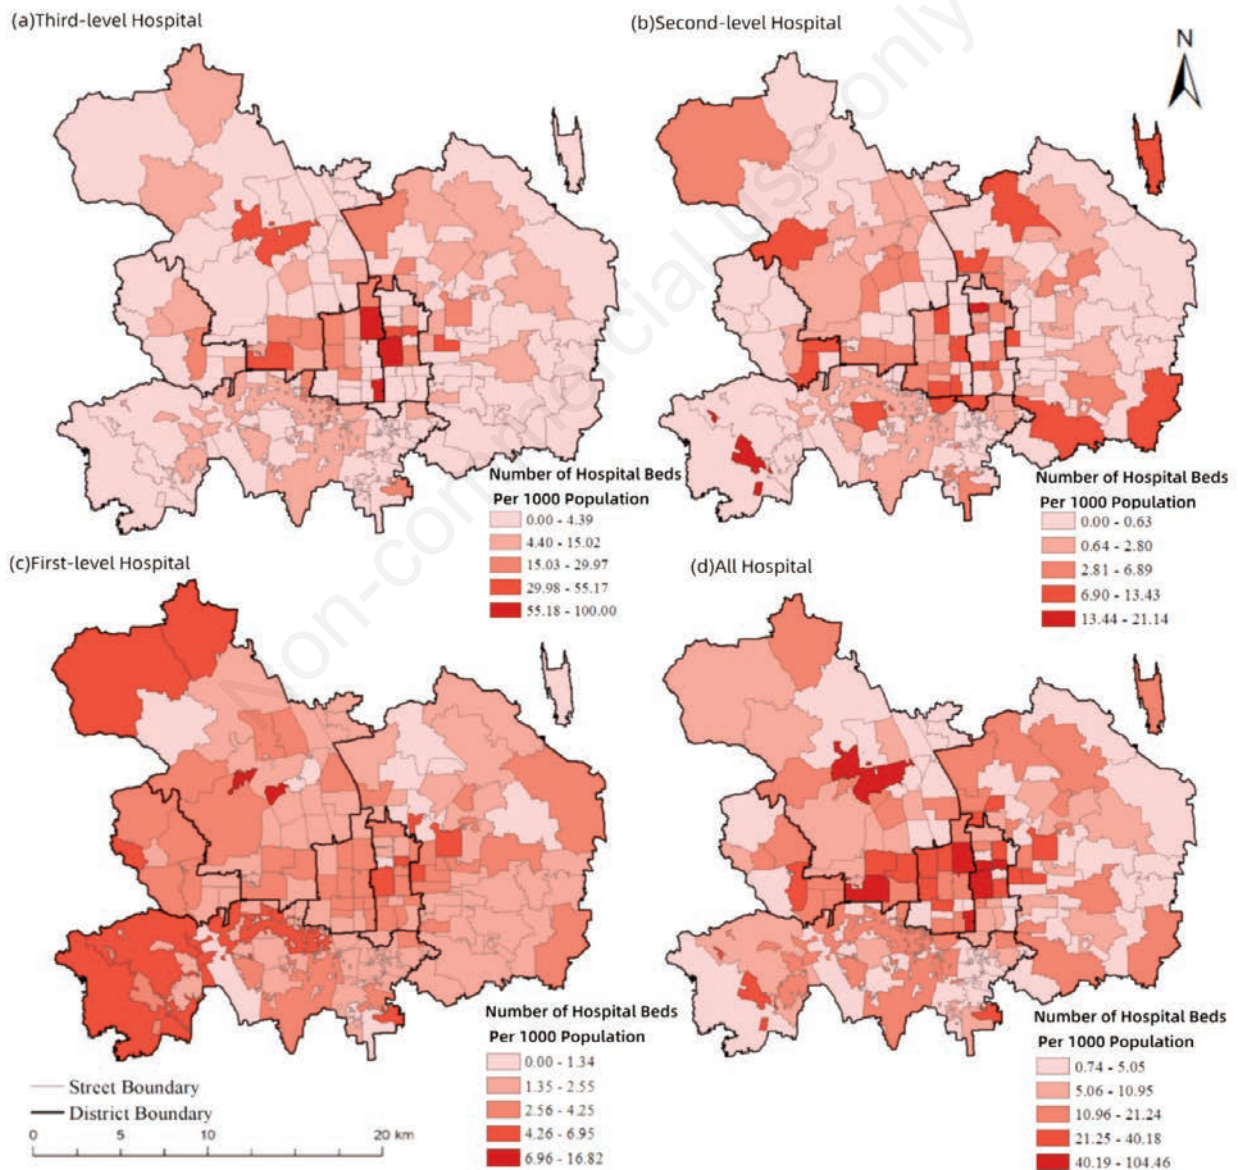 (a)Third-level Hospital
(b)Second-level Hospital
N
Number of Hospital Beds
Per 1000 Population
0.00 - 4.39
4.40 - 15.02
15.03 - 29.97
29.98 - 55.17
55.18 - 100.00
Number of Hospital Beds
Per 1000 Population
0.00 - 0.63
0.64 - 2.80
2.81 - 6.89
6.90 - 13.43
13.44 - 21.14
(c)First-level Hospital
(d)All Hospital
Number of Hospital Beds
Per 1000 Population
0.00 - 1.34
1.35 - 2.55
2.56 - 4.25
4.26 - 6.95
6.96 - 16.82
Number of Hospital Beds
Per 1000 Population
0.74 - 5.05
5.06 - 10.95
10.96 - 21.24
21.25 - 40.18
40.19 - 104.46
Street Boundary
District Boundary
0 5 10 20 km
Non-commercial use only